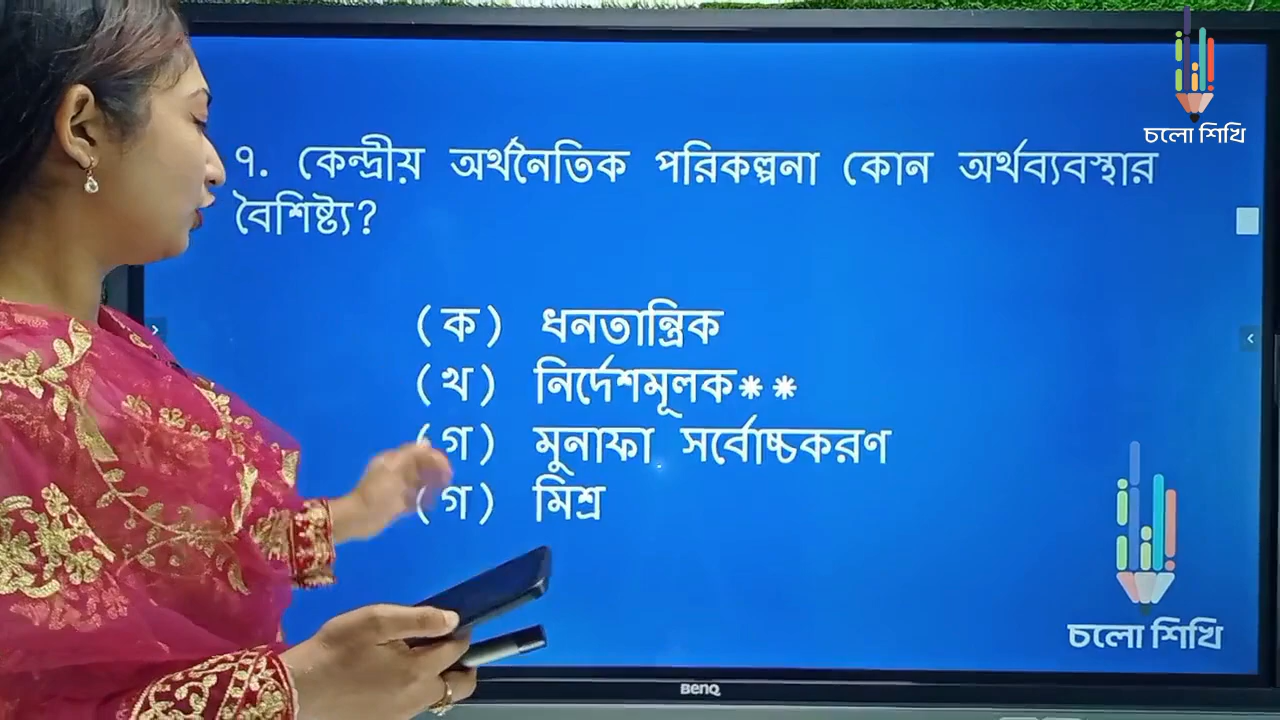 চলো শিখি
৭. কেন্দ্রীয় অর্থনৈতিক পরিকল্পনা কোন অর্থব্যবস্থার
বৈশিষ্ট্য?
(ক) ধনতান্ত্রিক
(খ) নির্দেশমূলক**
(গ) মুনাফা সর্বোচ্চকরণ
(গ) মিশ্র
চলো শিখি
BenQ